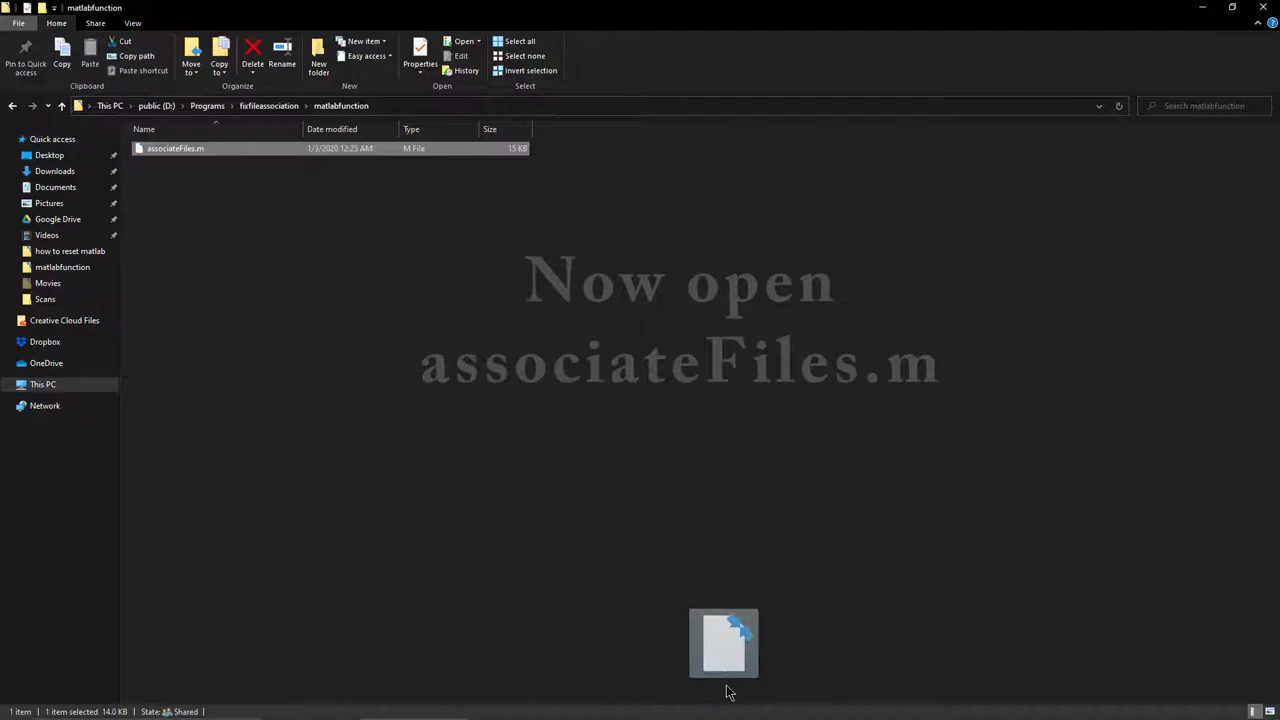 matlabfunction
File Home Share View
Pin to Quick access
Copy
Paste
Cut
Copy path
Paste shortcut
Clipboard
Move to
Copy to
Delete
Rename
Organize
New folder
New item
Easy access
New
Properties
Open
Edit
History
Open
Select all
Select none
Invert selection
Select
This PC public (D:) Programs fixfileassociation matlabfunction
Search matlabfunction
Name Date modified Type Size
associateFiles.m 1/3/2020 12:25 AM M File 15 KB
Quick access
Desktop
Downloads
Documents
Pictures
Google Drive
Videos
how to reset matlab
matlabfunction
Movies
Scans
Creative Cloud Files
Dropbox
OneDrive
This PC
Network
Now open
associateFiles.m
1 item 1 item selected 14.0 KB State: Shared